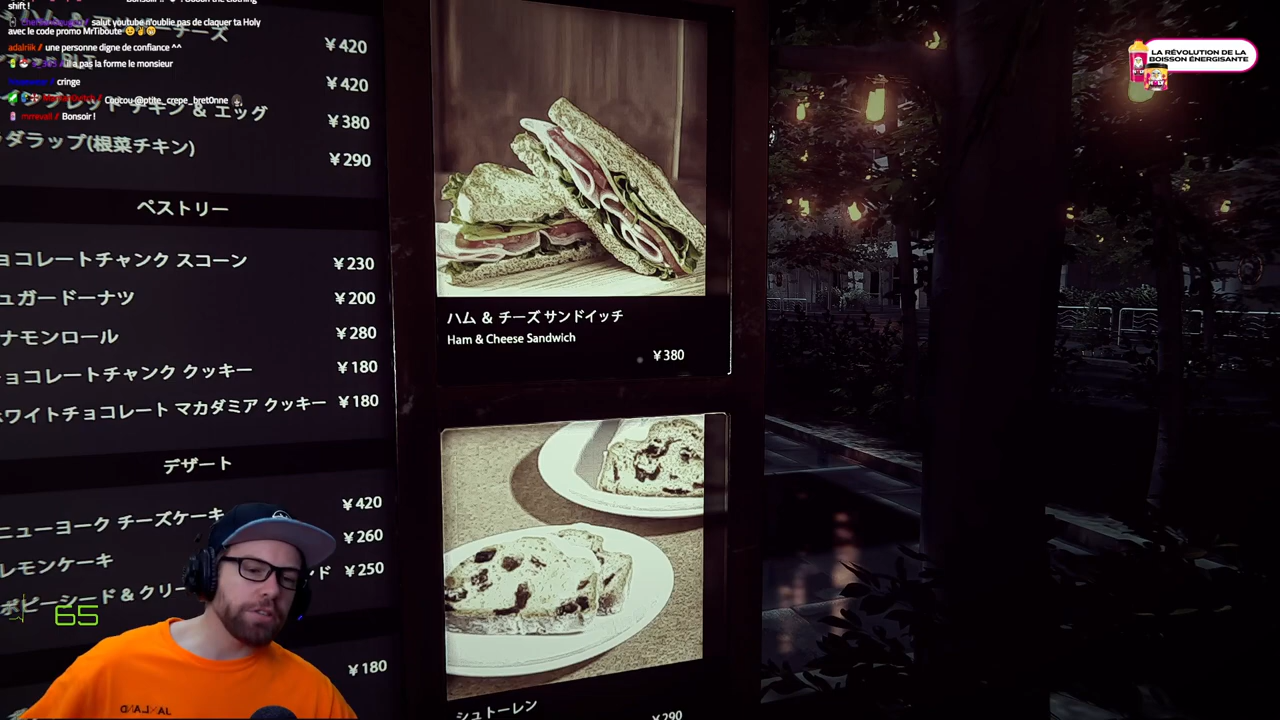 shift !
salut youtube n'oublie pas de claquer ta Holy
avec le code promo MrTiboute
adalriik / une personne digne de confiance ^^
il a pas la forme le monsieur
cringe
Coucou @ptite_crepe_bret0nne
mrrevall / Bonsoir !
LA RÉVOLUTION DE LA
BOISSON ÉNERGISANTE
チーズ
¥420
¥420
チキン & エッグ
¥380
ダラップ(根菜チキン)
¥290
ペストリー
ョコレートチャンク スコーン
¥230
ュガードーナツ
¥200
ナモンロール
¥280
ョコレートチャンク クッキー
¥180
ホワイトチョコレート マカダミア クッキー
¥180
デザート
ニューヨーク チーズケーキ
¥420
レモンケーキ
¥260
ポピーシード & クリー
ド
¥250
65
¥180
ハム & チーズ サンドイッチ
Ham & Cheese Sandwich
¥380
シュトーレン
¥290